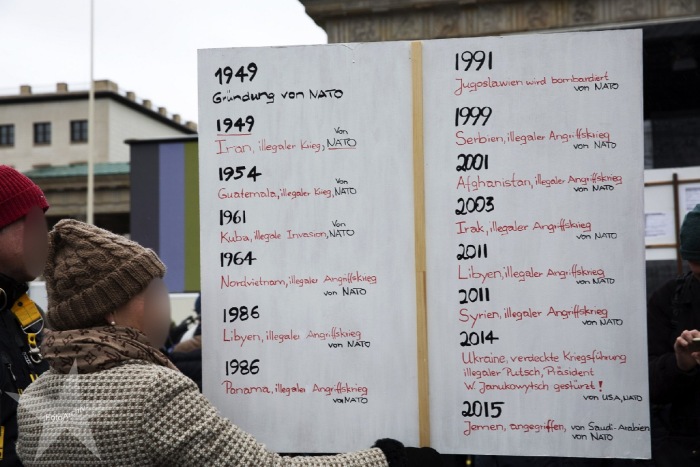 1949
Gründung von NATO
1949
Iran, illegaler Krieg, von NATO
1954
Guatemala, illegaler Krieg, von NATO
1961
Kuba, illegale Invasion, von NATO
1964
Nordvietnam, illegaler Angriffskrieg
von NATO
1986
Libyen, illegaler Angriffskrieg
von NATO
1986
Panama, illegaler Angriffskrieg
von NATO
1991
Jugoslawien wird bombardiert
von NATO
1999
Serbien, illegaler Angriffskrieg
von NATO
2001
Afghanistan, illegaler Angriffskrieg
von NATO
2003
Irak, illegaler Angriffskrieg
von NATO
2011
Libyen, illegaler Angriffskrieg
von NATO
2011
Syrien, illegaler Angriffskrieg
von NATO
2014
Ukraine, verdeckte Kriegsführung
illegaler Putsch, Präsident
W. Janukowytsch gestürzt!
von USA, NATO
2015
Jemen, angegriffen, von Saudi-Arabien
von NATO